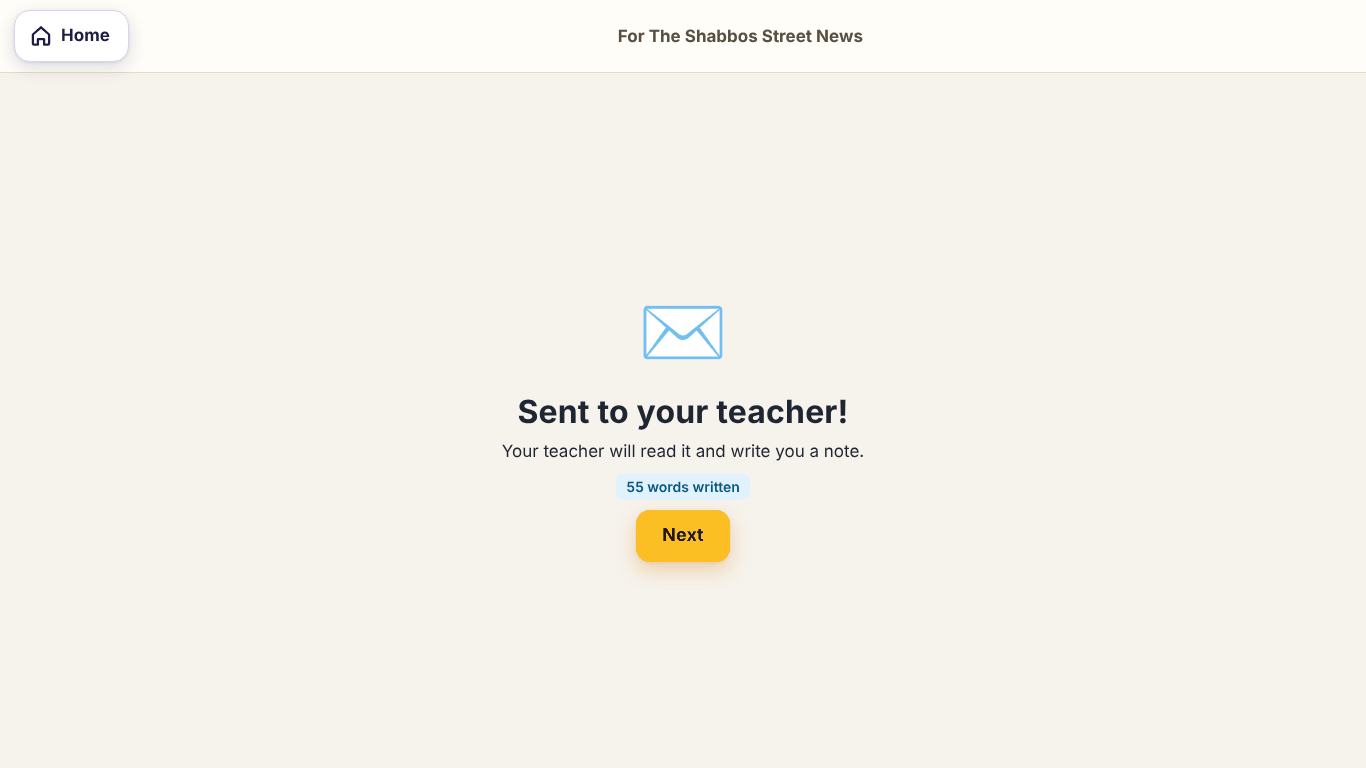 Home
For The Shabbos Street News
Sent to your teacher!
Your teacher will read it and write you a note.
55 words written
Next